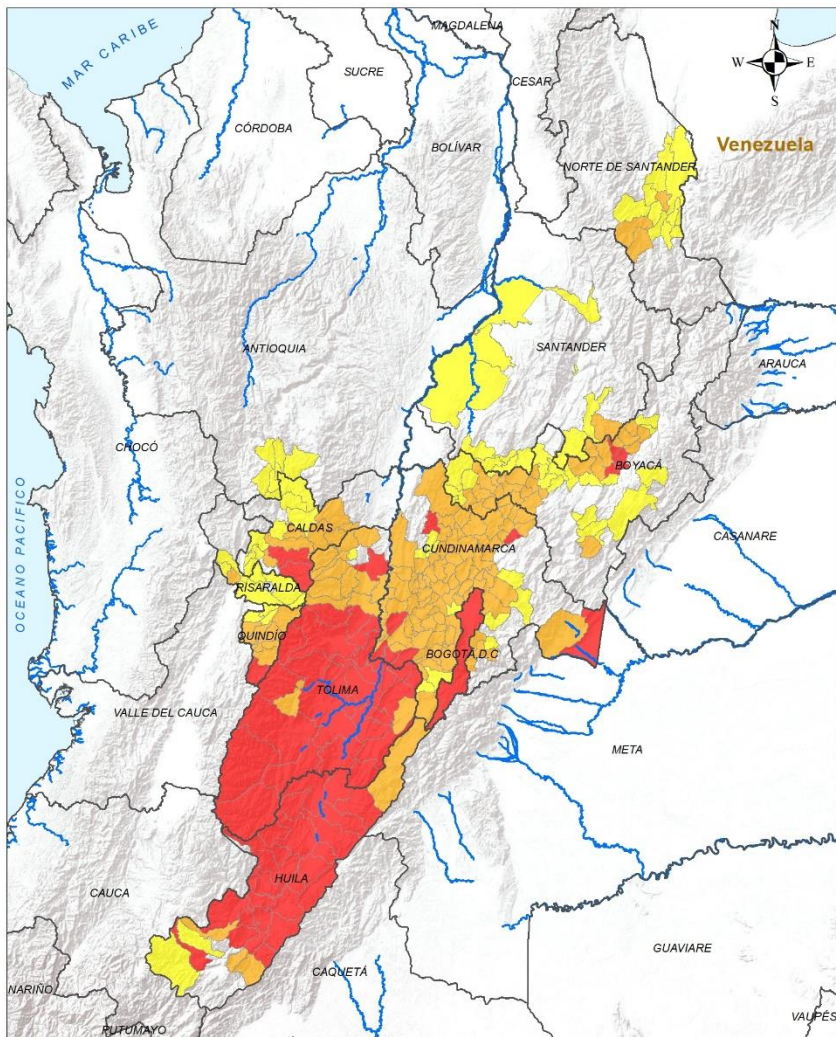 MAGDALENA
N
W E
S
MAR CARIBE
SUCRE
CESAR
CÓRDOBA
Venezuela
BOLÍVAR
NORTE DE SANTANDER
ANTIOQUIA
SANTANDER
ARAUCA
CHOCÓ
BOYACÁ
OCEANO PACIFICO
CALDAS
CUNDINAMARCA
CASANARE
RISARALDA
QUINDÍO
BOGOTÁ D.C
TOLIMA
VALLE DEL CAUCA
META
HUILA
CAUCA
GUAVIARE
CAQUETÁ
NARIÑO
PUTUMAYO
VAUPÉS